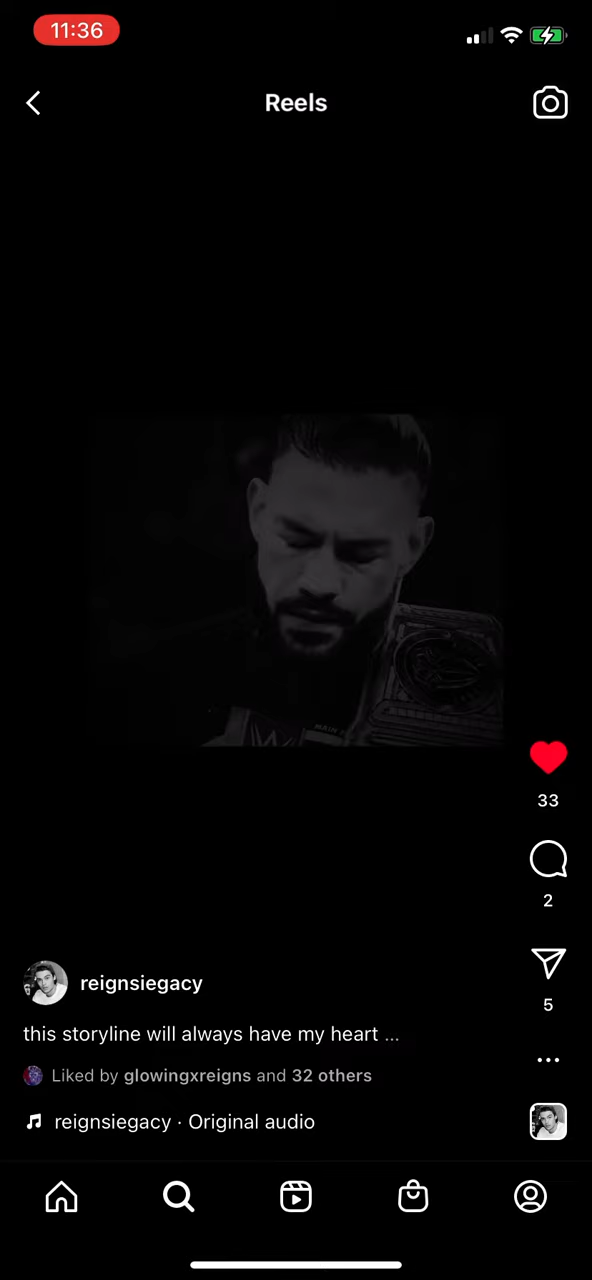 11:36
Reels
MAIN
33
2
reignsiegacy
5
this storyline will always have my heart ...
Liked by glowingxreigns and 32 others
reignsiegacy · Original audio